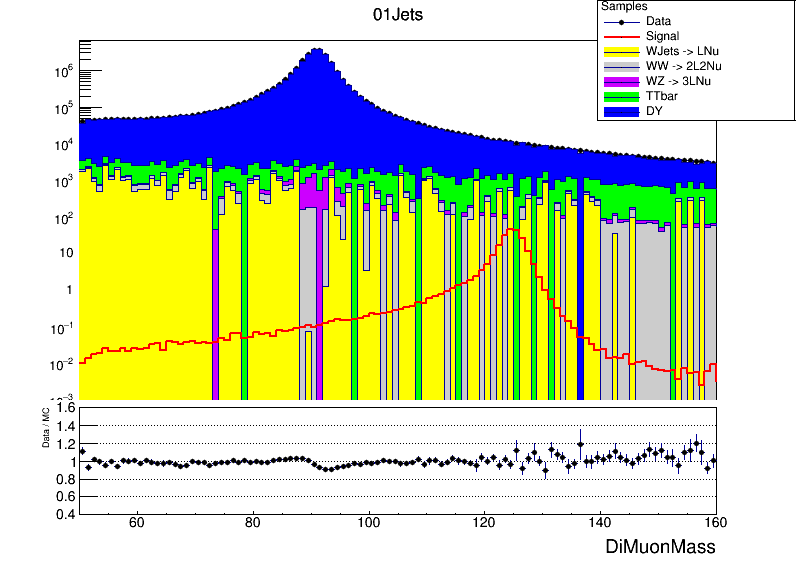 01Jets
Samples
Data
Signal
WJets -> LNu
WW -> 2L2Nu
WZ -> 3LNu
TTbar
DY
10^6
10^5
10^4
10^3
10^2
10
1
10^-1
10^-2
10^-3
Data / MC
1.6
1.4
1.2
1
0.8
0.6
0.4
60 80 100 120 140 160
DiMuonMass